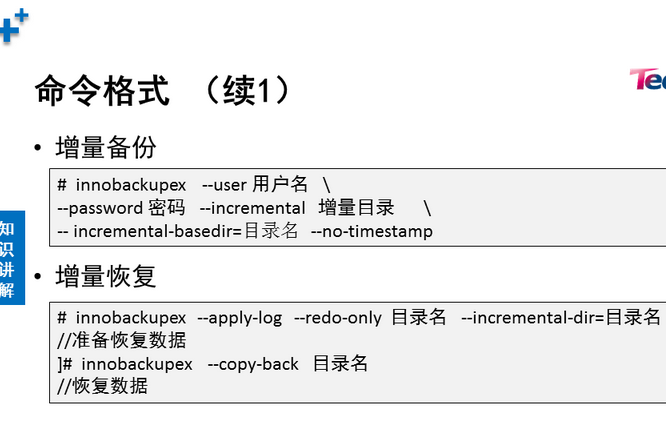 命令格式 （续1）
Tec
• 增量备份
# innobackupex --user 用户名 \
--password 密码 --incremental 增量目录 \
-- incremental-basedir=目录名 --no-timestamp
知
识
讲
解
• 增量恢复
# innobackupex --apply-log --redo-only 目录名 --incremental-dir=目录名
//准备恢复数据
]# innobackupex --copy-back 目录名
//恢复数据